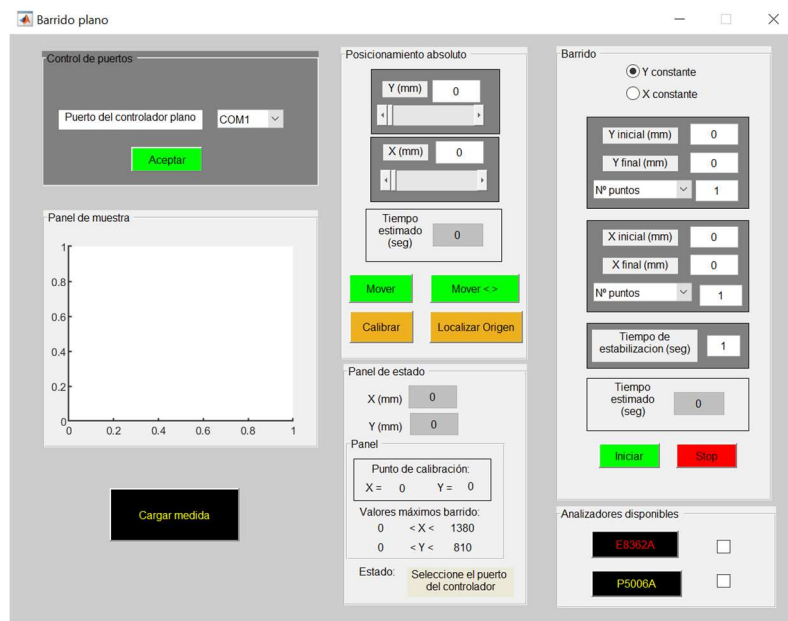 Barrido plano
Control de puertos
Puerto del controlador plano COM1
Aceptar
Panel de muestra
1
0.8
0.6
0.4
0.2
0
0 0.2 0.4 0.6 0.8 1
Cargar medida
Posicionamiento absoluto
Y (mm) 0
X (mm) 0
Tiempo
estimado
(seg)
0
Mover Mover < >
Calibrar Localizar Origen
Panel de estado
X (mm) 0
Y (mm) 0
Panel
Punto de calibración:
X = 0 Y = 0
Valores máximos barrido:
0 < X < 1380
0 < Y < 810
Estado: Seleccione el puerto
del controlador
Barrido
Y constante
X constante
Y inicial (mm) 0
Y final (mm) 0
Nº puntos 1
X inicial (mm) 0
X final (mm) 0
Nº puntos 1
Tiempo de
estabilizacion (seg)
1
Tiempo
estimado
(seg)
0
Iniciar Stop
Analizadores disponibles
E8362A
P5006A